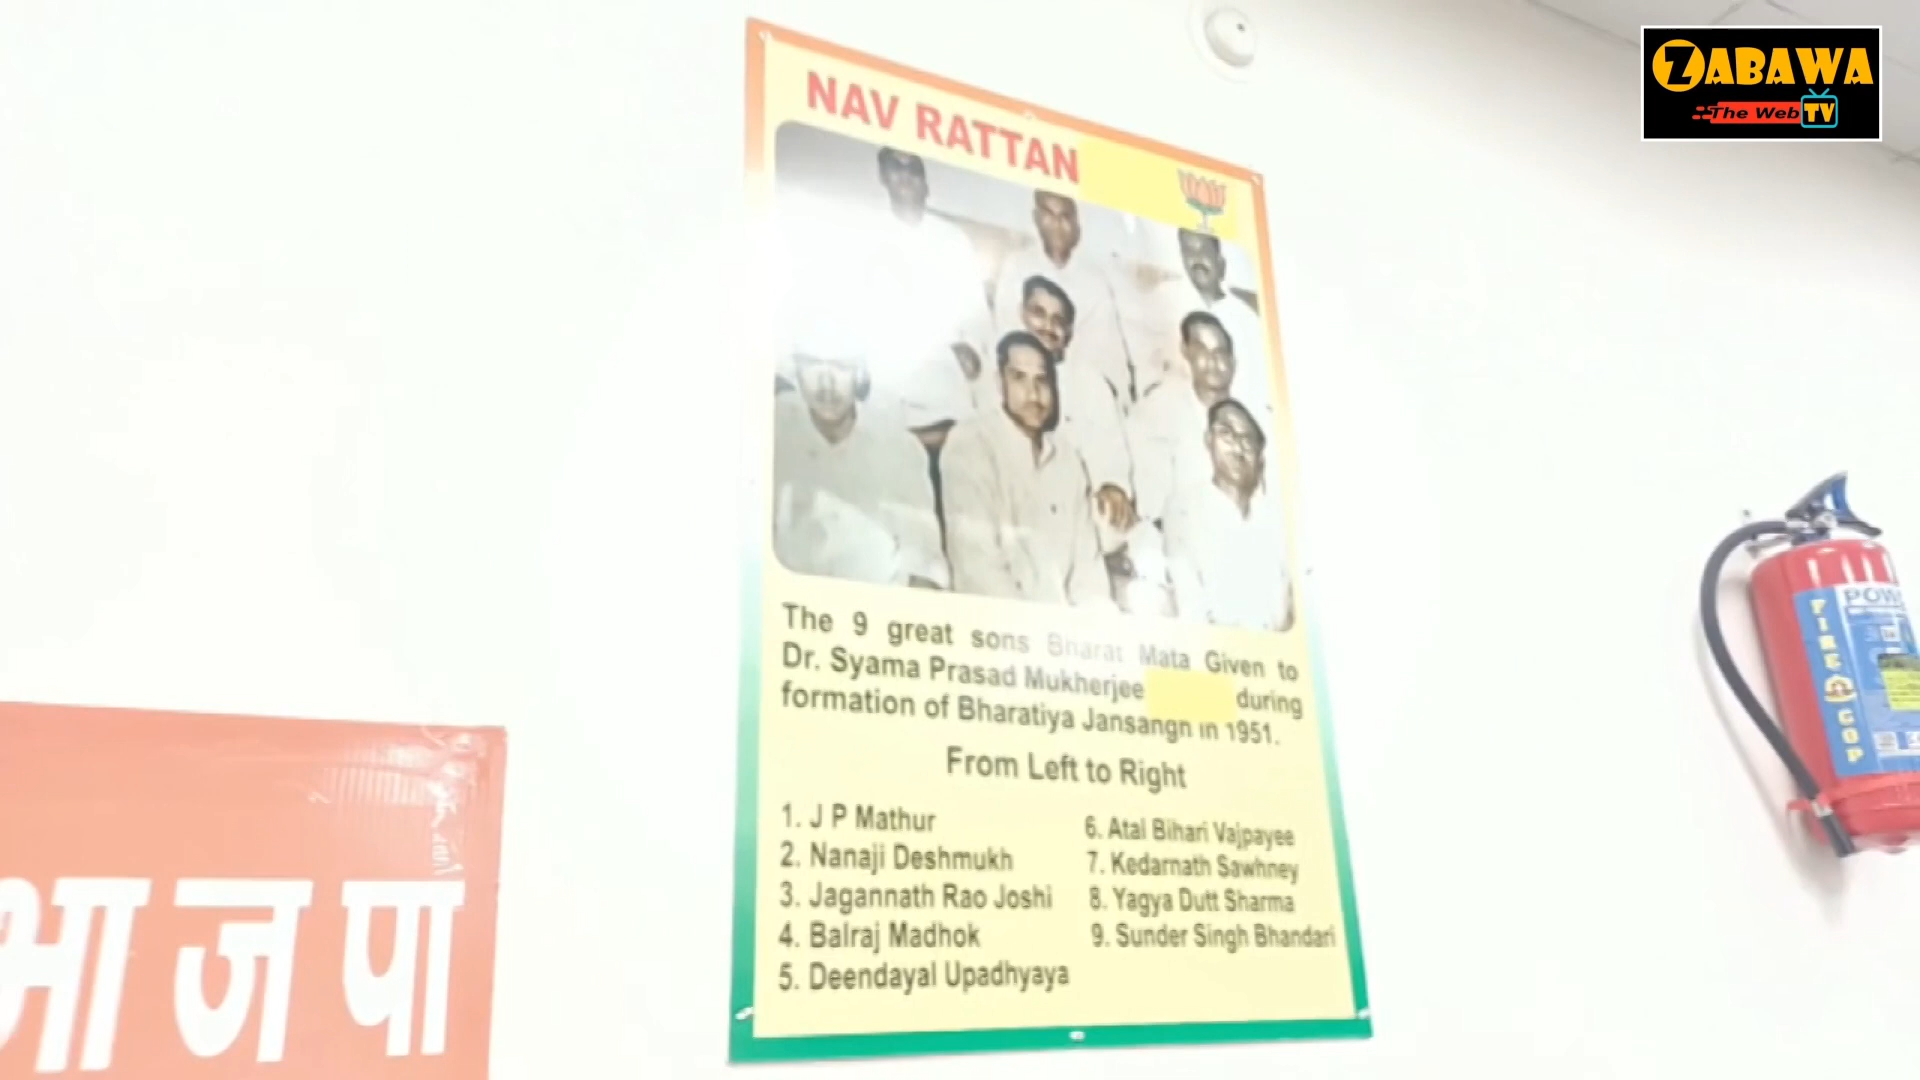 ZABAWA
The Web TV
NAV RATTAN
The 9 great sons Bharat Mata Given to
Dr. Syama Prasad Mukherjee during
formation of Bharatiya Jansangh in 1951.
From Left to Right
1. J P Mathur
2. Nanaji Deshmukh
3. Jagannath Rao Joshi
4. Balraj Madhok
5. Deendayal Upadhyaya
6. Atal Bihari Vajpayee
7. Kedarnath Sawhney
8. Yagya Dutt Sharma
9. Sunder Singh Bhandari
भाजपा
FIRE COP